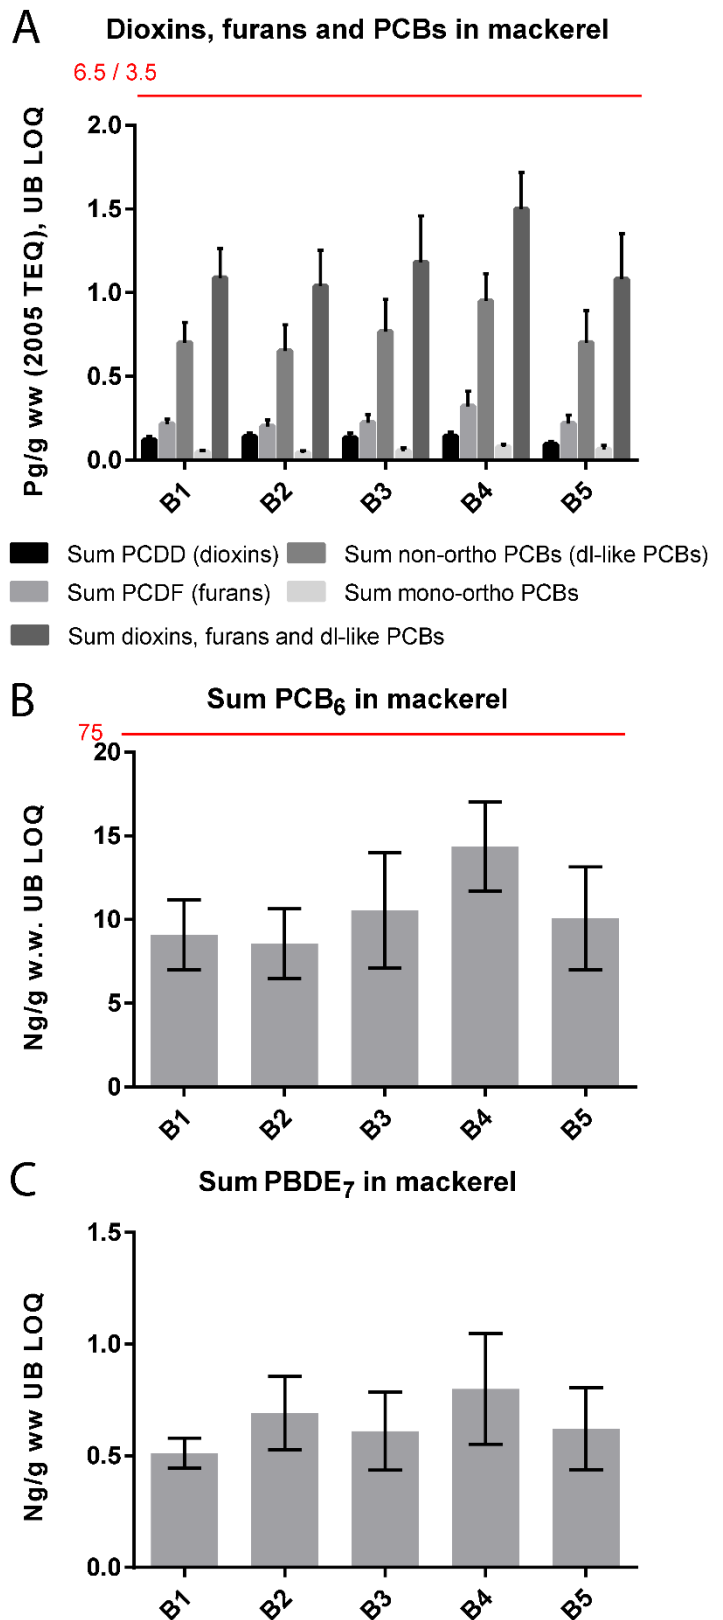 A
Dioxins, furans and PCBs in mackerel
6.5 / 3.5
Pg/g ww (2005 TEQ), UB LOQ
2.0
1.5
1.0
0.5
0.0
B1 B2 B3 B4 B5
Sum PCDD (dioxins) Sum non-ortho PCBs (dl-like PCBs)
Sum PCDF (furans) Sum mono-ortho PCBs
Sum dioxins, furans and dl-like PCBs
B
Sum PCB6 in mackerel
75
Ng/g w.w. UB LOQ
20
15
10
5
0
B1 B2 B3 B4 B5
C
Sum PBDE7 in mackerel
Ng/g ww UB LOQ
1.5
1.0
0.5
0.0
B1 B2 B3 B4 B5